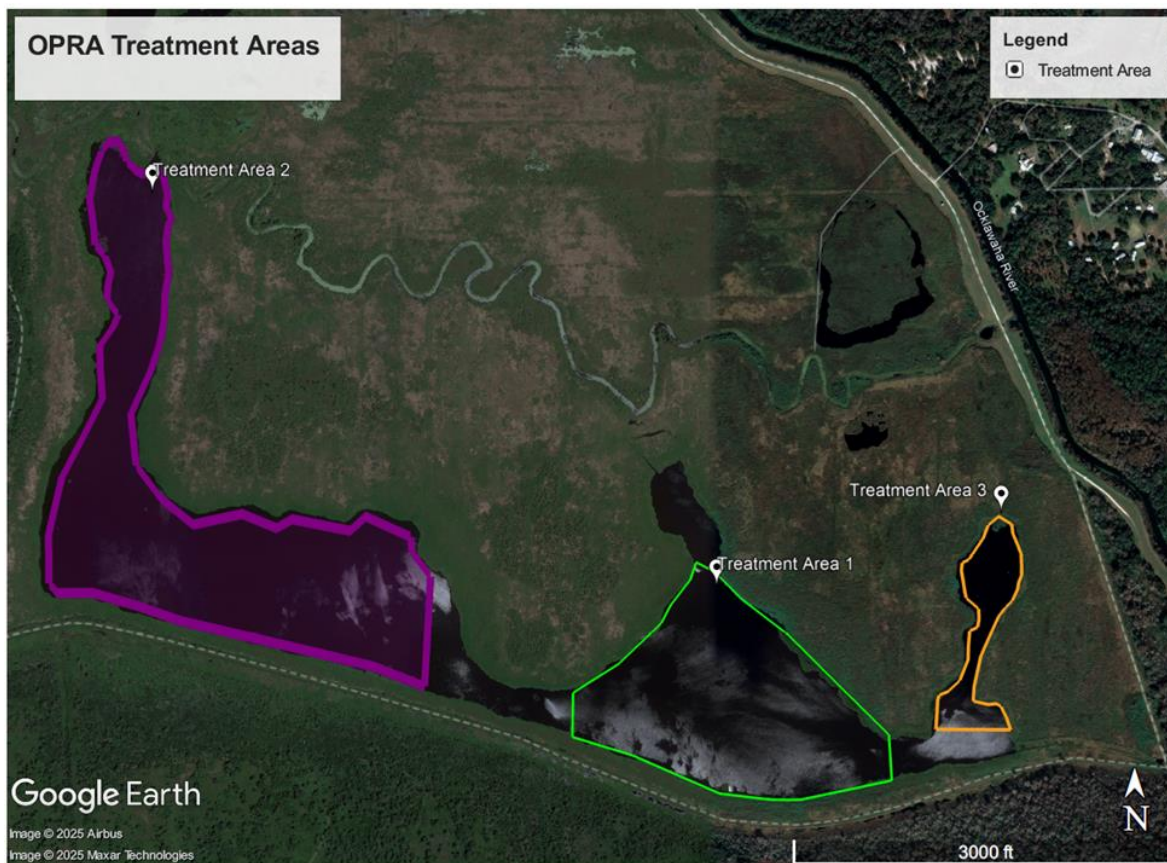 OPRA Treatment Areas
Legend
Treatment Area
Treatment Area 2
Ocklawaha River
Treatment Area 3
Treatment Area 1
Google Earth
Image © 2025 Airbus
Image © 2025 Maxar Technologies
N
3000 ft